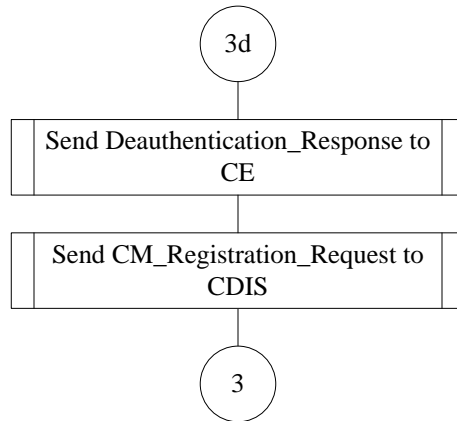 3d
Send Deauthentication_Response to
CE
Send CM_Registration_Request to
CDIS
3